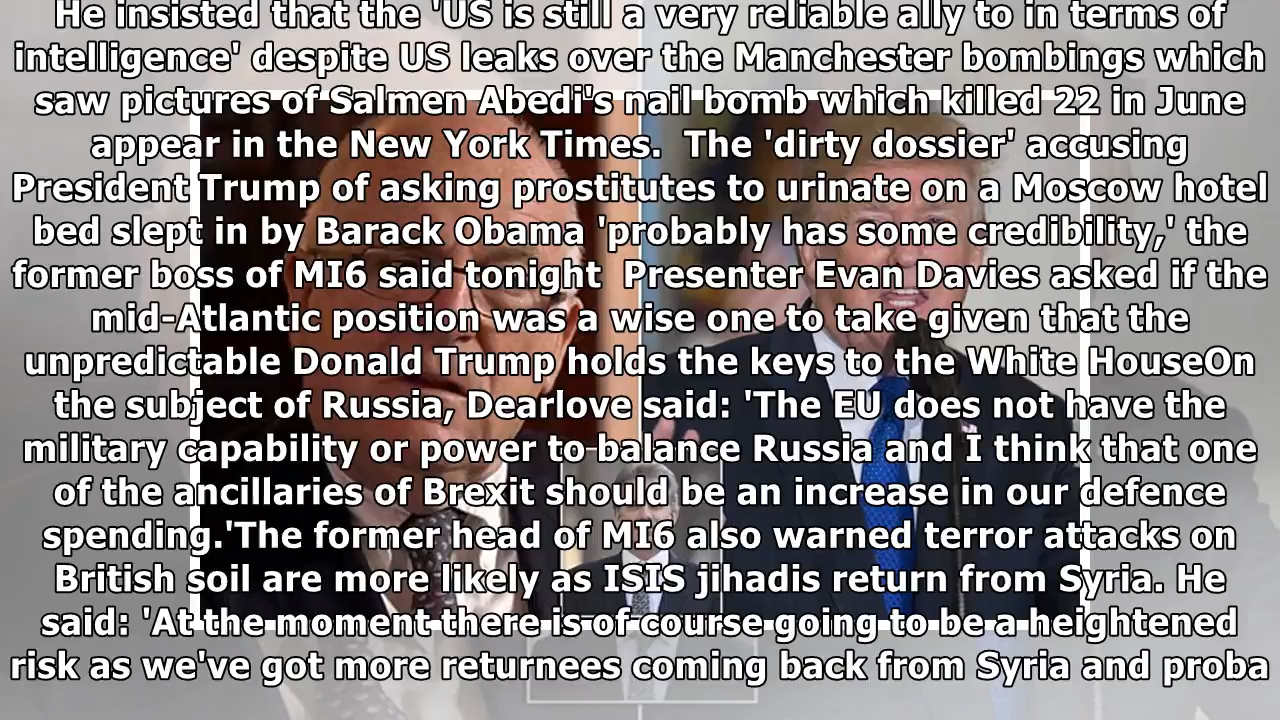 He insisted that the 'US is still a very reliable ally to in terms of
intelligence' despite US leaks over the Manchester bombings which
saw pictures of Salmen Abedi's nail bomb which killed 22 in June
appear in the New York Times.  The 'dirty dossier' accusing
President Trump of asking prostitutes to urinate on a Moscow hotel
bed slept in by Barack Obama 'probably has some credibility,' the
former boss of MI6 said tonight  Presenter Evan Davies asked if the
mid-Atlantic position was a wise one to take given that the
unpredictable Donald Trump holds the keys to the White HouseOn
the subject of Russia, Dearlove said: 'The EU does not have the
military capability or power to balance Russia and I think that one
of the ancillaries of Brexit should be an increase in our defence
spending.'The former head of MI6 also warned terror attacks on
British soil are more likely as ISIS jihadis return from Syria. He
said: 'At the moment there is of course going to be a heightened
risk as we've got more returnees coming back from Syria and proba